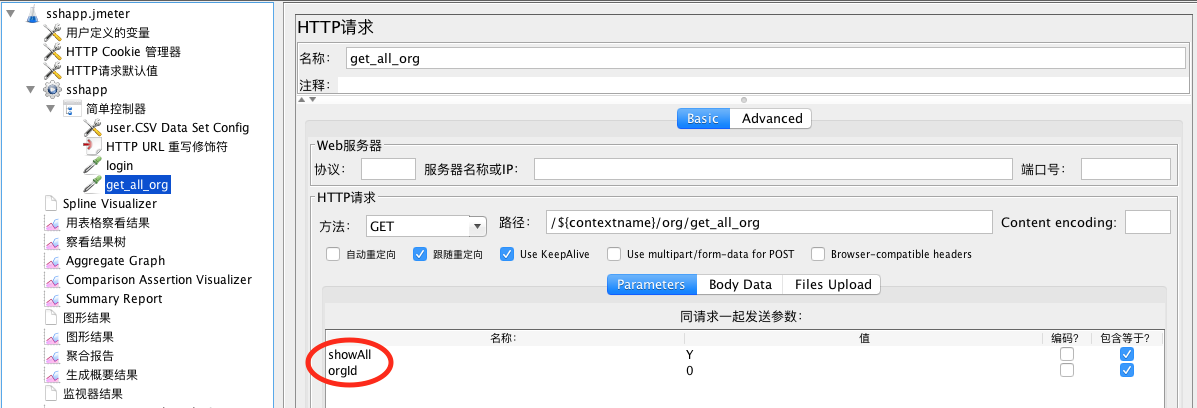 sshapp.jmeter
用户定义的变量
HTTP Cookie 管理器
HTTP请求默认值
sshapp
简单控制器
user.CSV Data Set Config
HTTP URL 重写修饰符
login
get_all_org
Spline Visualizer
用表格察看结果
察看结果树
Aggregate Graph
Comparison Assertion Visualizer
Summary Report
图形结果
图形结果
聚合报告
生成概要结果
监视器结果
HTTP请求
名称： get_all_org
注释：
Basic Advanced
Web服务器
协议： 服务器名称或IP： 端口号：
HTTP请求
方法： GET 路径： /${contextname}/org/get_all_org Content encoding:
自动重定向 跟随重定向 Use KeepAlive Use multipart/form-data for POST Browser-compatible headers
Parameters Body Data Files Upload
同请求一起发送参数：
名称： 值 编码？ 包含等于？
showAll Y
orgId 0